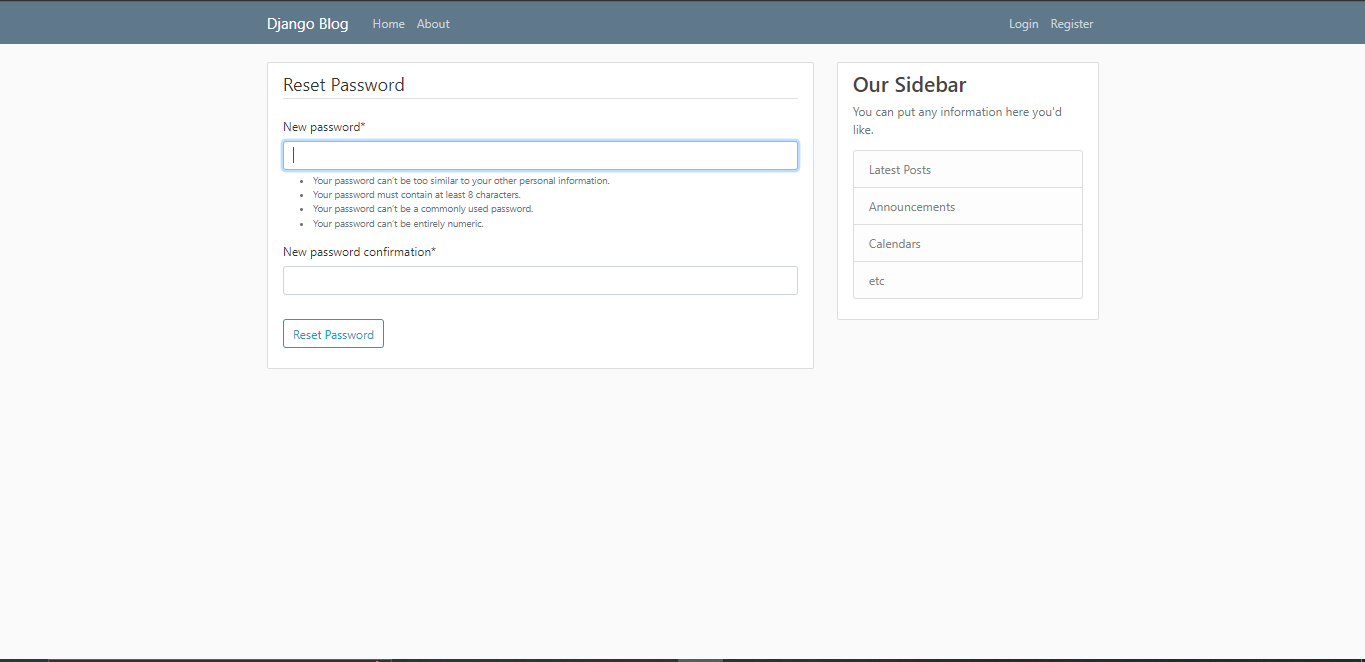 Django Blog Home About Login Register
Reset Password
New password*
Your password can't be too similar to your other personal information.
Your password must contain at least 8 characters.
Your password can't be a commonly used password.
Your password can't be entirely numeric.
New password confirmation*
Reset Password
Our Sidebar
You can put any information here you'd
like.
Latest Posts
Announcements
Calendars
etc